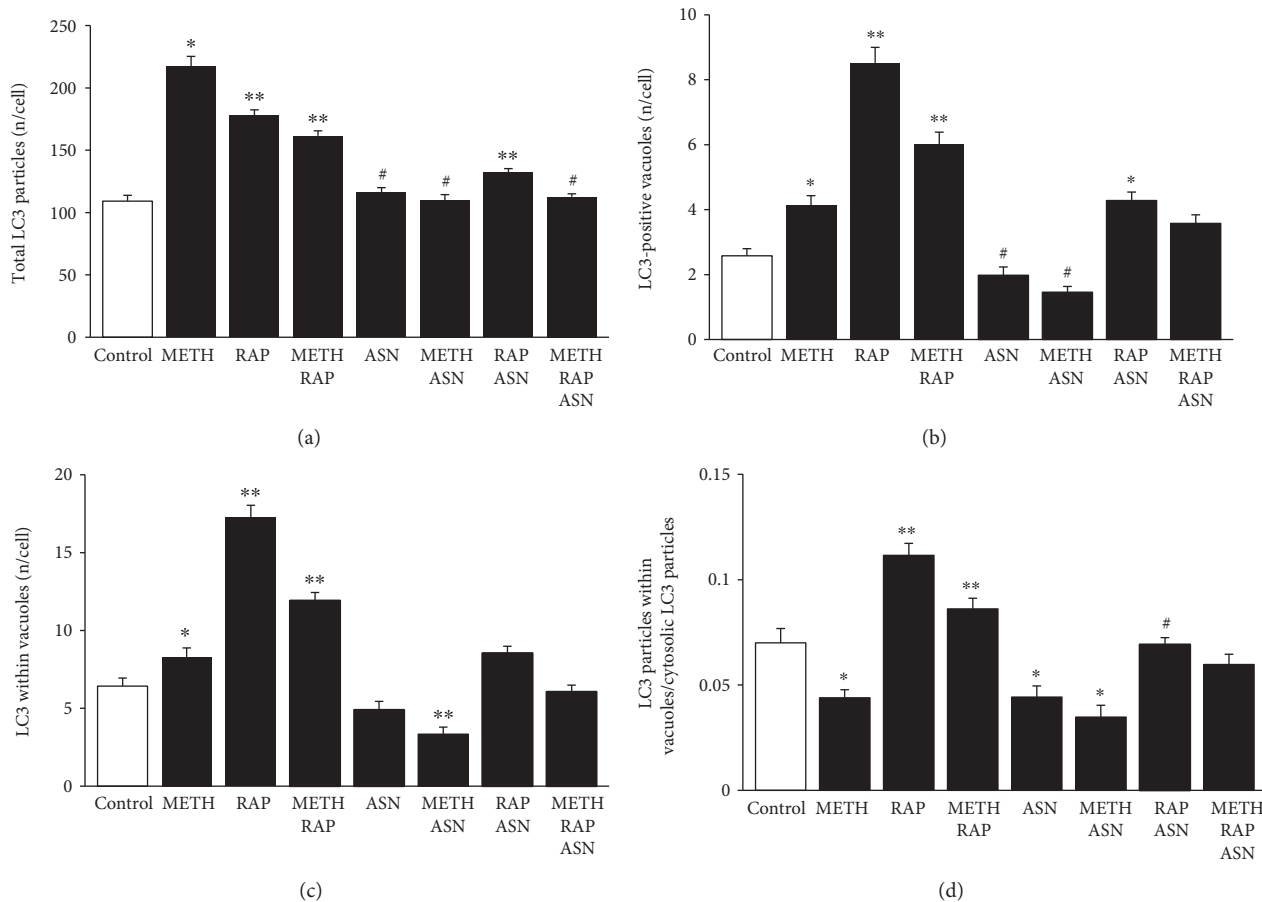 250
200
150
100
50
0
Total LC3 particles (n/cell)
*
**
**
#
#
**
#
Control METH RAP METH ASN METH RAP METH
RAP ASN ASN RAP
ASN
(a)
10
8
6
4
2
0
LC3-positive vacuoles (n/cell)
*
**
**
#
#
*
Control METH RAP METH ASN METH RAP METH
RAP ASN ASN RAP
ASN
(b)
20
15
10
5
0
LC3 within vacuoles (n/cell)
*
**
**
**
Control METH RAP METH ASN METH RAP METH
RAP ASN ASN RAP
ASN
(c)
0.15
0.1
0.05
0
LC3 particles within
vacuoles/cytosolic LC3 particles
*
**
**
*
*
#
Control METH RAP METH ASN METH RAP METH
RAP ASN ASN RAP
ASN
(d)